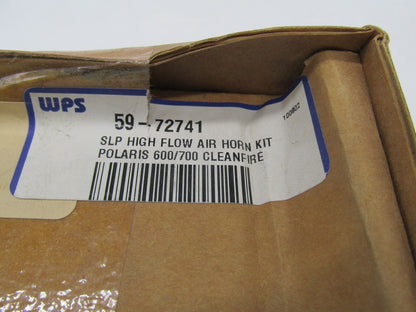 WPS
59-72741
SLP HIGH FLOW AIR HORN KIT
POLARIS 600/700 CLEANFIRE